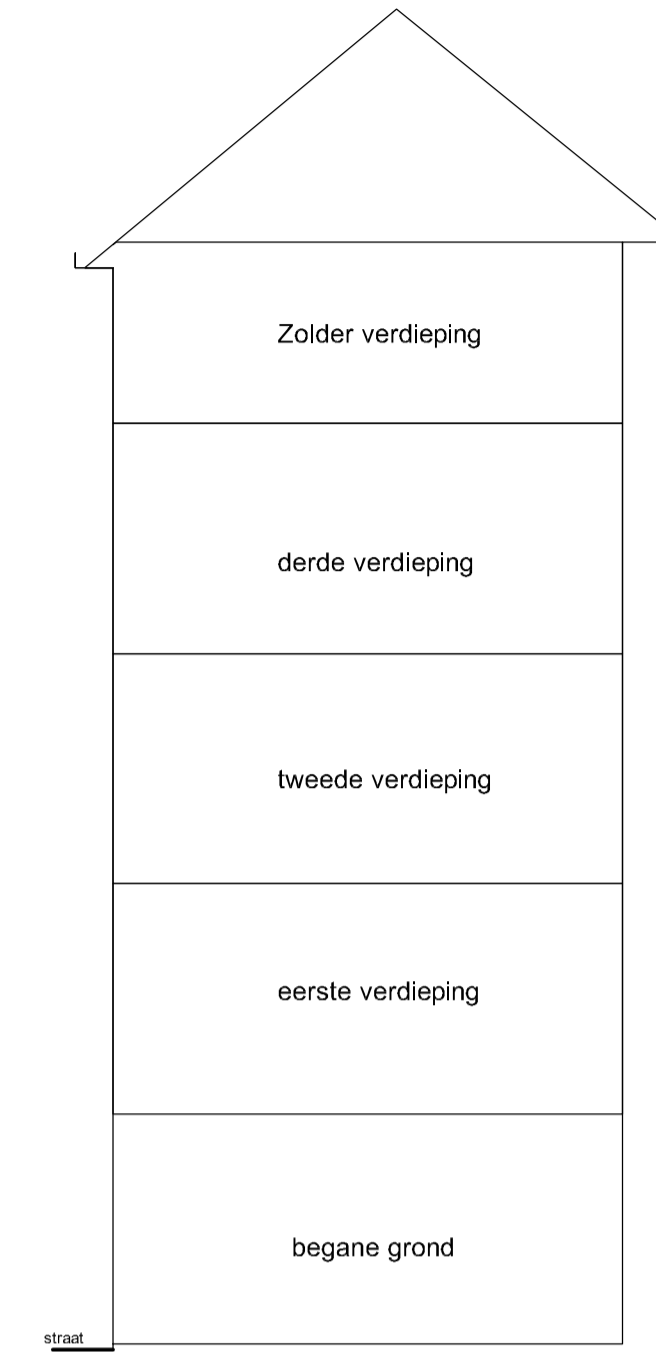 Zolder verdieping
derde verdieping
tweede verdieping
eerste verdieping
begane grond
straat